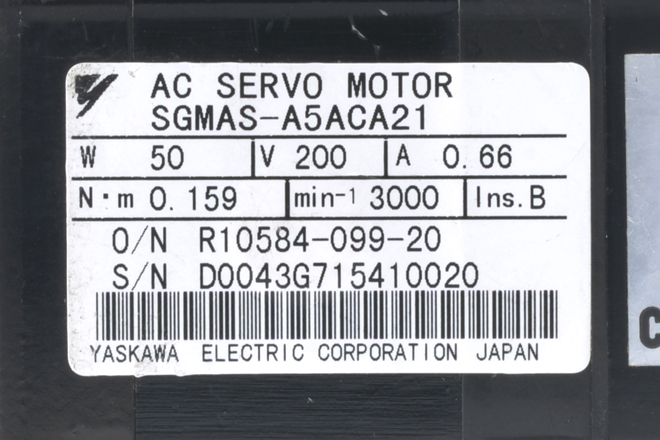 AC SERVO MOTOR
SGMAS-A5ACA21
W 50 V 200 A 0.66
N·m 0.159 min-1 3000 Ins.B
O/N R10584-099-20
S/N D0043G715410020
YASKAWA ELECTRIC CORPORATION JAPAN